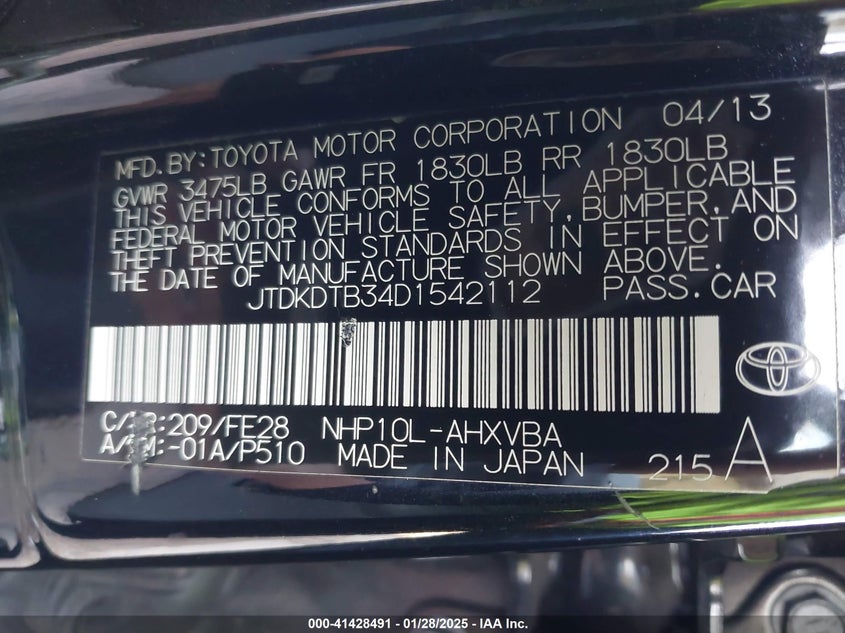 MFD.BY:TOYOTA MOTOR CORPORATION 04/13
GVWR 3475LB GAWR FR 1830LB RR 1830LB
THIS VEHICLE CONFORMS TO ALL APPLICABLE
FEDERAL MOTOR VEHICLE SAFETY, BUMPER, AND
THEFT PREVENTION STANDARDS IN EFFECT ON
THE DATE OF MANUFACTURE SHOWN ABOVE.
JTDKDTB34D1542112 PASS.CAR
C/TR:209/FE28 NHP10L-AHXVBA
A/TM:-01A/P510 MADE IN JAPAN 215 A
000-41428491 - 01/28/2025 - IAA Inc.